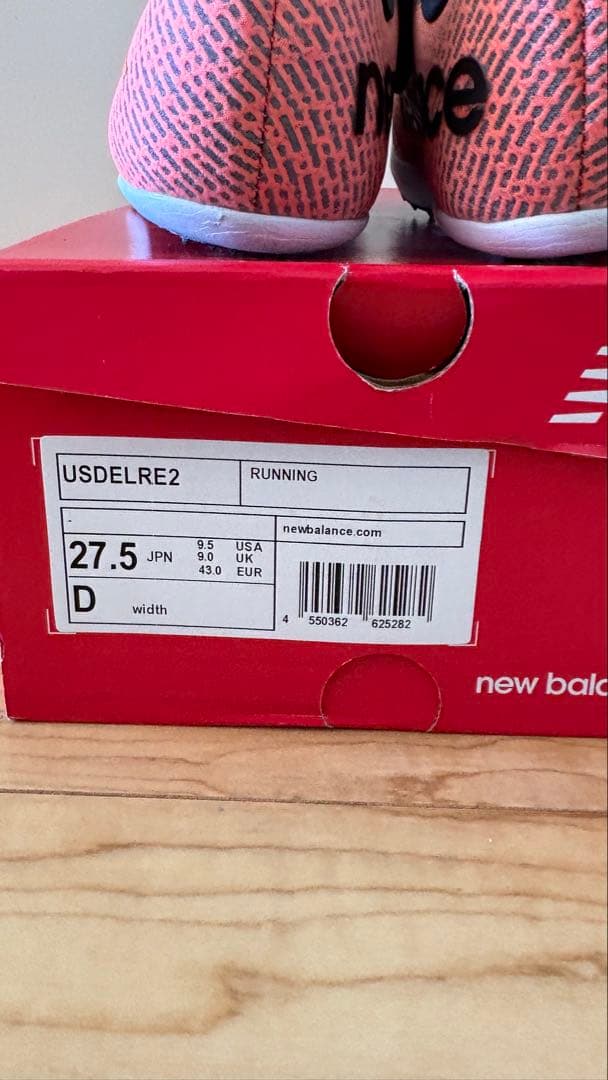 nce
USDELRE2
RUNNING
-
newbalance.com
27.5 JPN
9.5 USA
9.0 UK
43.0 EUR
D width
4 550362 625282
new balc